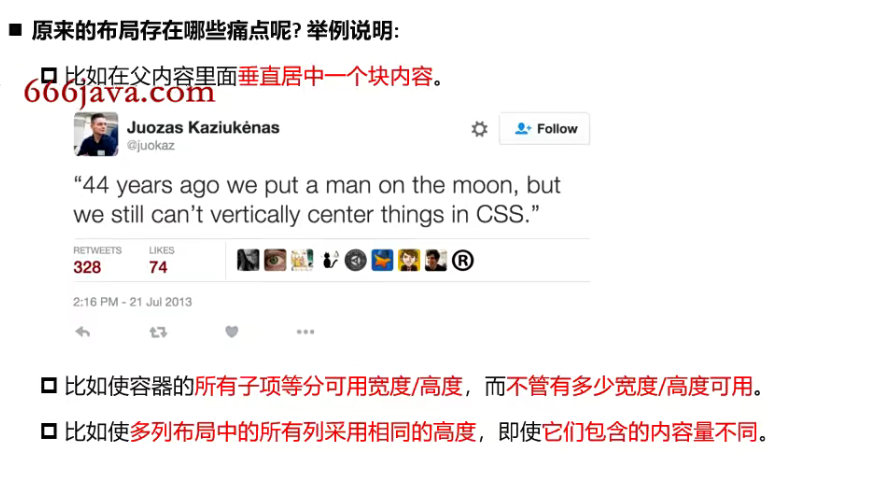 原来的布局存在哪些痛点呢? 举例说明:
比如在父内容里面垂直居中一个块内容。
666java.com
Juozas Kaziukėnas
@juokaz
Follow
“44 years ago we put a man on the moon, but
we still can’t vertically center things in CSS.”
RETWEETS LIKES
328 74
®
2:16 PM - 21 Jul 2013
比如使容器的所有子项等分可用宽度/高度，而不管有多少宽度/高度可用。
比如使多列布局中的所有列采用相同的高度，即使它们包含的内容量不同。